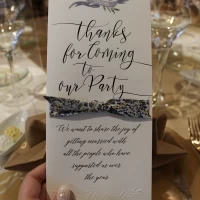 thanks
for Coming
to
our Party
We want to share the joy of
getting married with
all the people who have
supported us over
the year